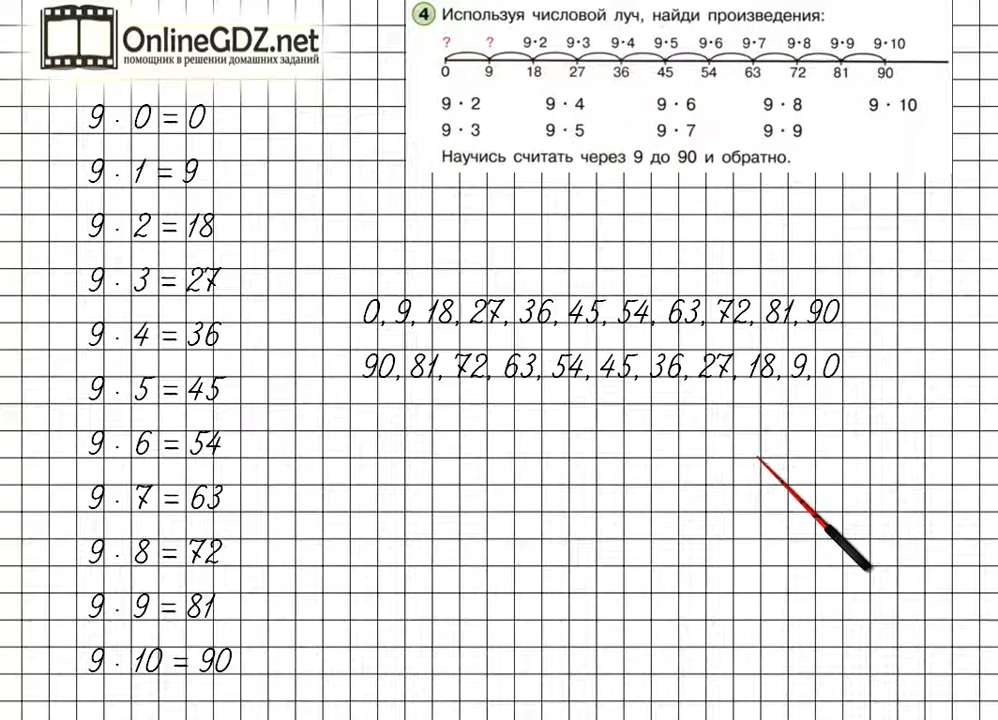 OnlineGDZ.net
помощник в решении домашних заданий
4 Используя числовой луч, найди произведения:
? ? 9·2 9·3 9·4 9·5 9·6 9·7 9·8 9·9 9·10
0 9 18 27 36 45 54 63 72 81 90
9 · 2 9 · 4 9 · 6 9 · 8 9 · 10
9 · 3 9 · 5 9 · 7 9 · 9
Научись считать через 9 до 90 и обратно.
9 · 0 = 0
9 · 1 = 9
9 · 2 = 18
9 · 3 = 27
9 · 4 = 36
9 · 5 = 45
9 · 6 = 54
9 · 7 = 63
9 · 8 = 72
9 · 9 = 81
9 · 10 = 90
0, 9, 18, 27, 36, 45, 54, 63, 72, 81, 90
90, 81, 72, 63, 54, 45, 36, 27, 18, 9, 0